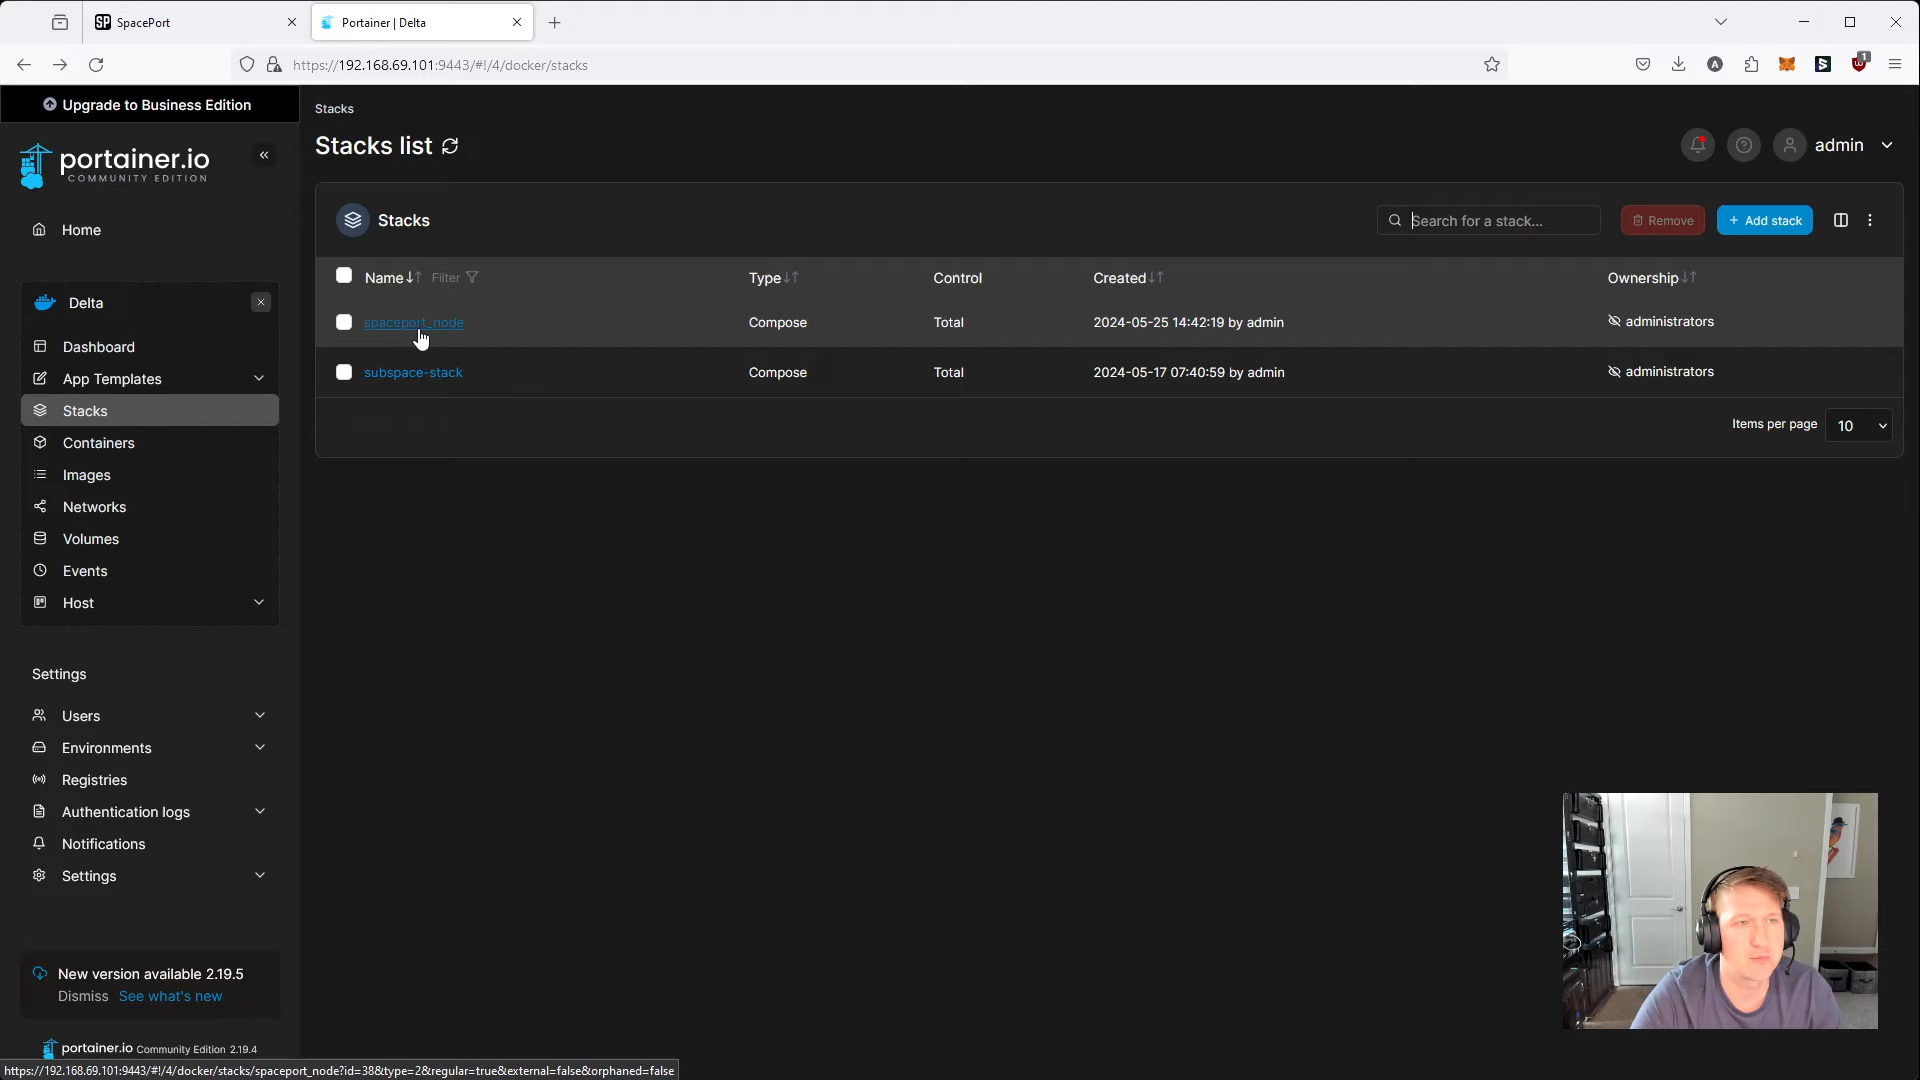 SpacePort
Portainer | Delta
https://192.168.69.101:9443/#!/4/docker/stacks
Upgrade to Business Edition
portainer.io
COMMUNITY EDITION
Home
Delta
Dashboard
App Templates
Stacks
Containers
Images
Networks
Volumes
Events
Host
Settings
Users
Environments
Registries
Authentication logs
Notifications
Settings
New version available 2.19.5
Dismiss See what's new
portainer.io Community Edition 2.19.4
Stacks
Stacks list
admin
Stacks
Search for a stack...
Remove
+ Add stack
Name Filter Type Control Created Ownership
spaceport_node Compose Total 2024-05-25 14:42:19 by admin administrators
subspace-stack Compose Total 2024-05-17 07:40:59 by admin administrators
Items per page 10
https://192.168.69.101:9443/#!/4/docker/stacks/spaceport_node?id=38&type=2&regular=true&external=false&orphaned=false